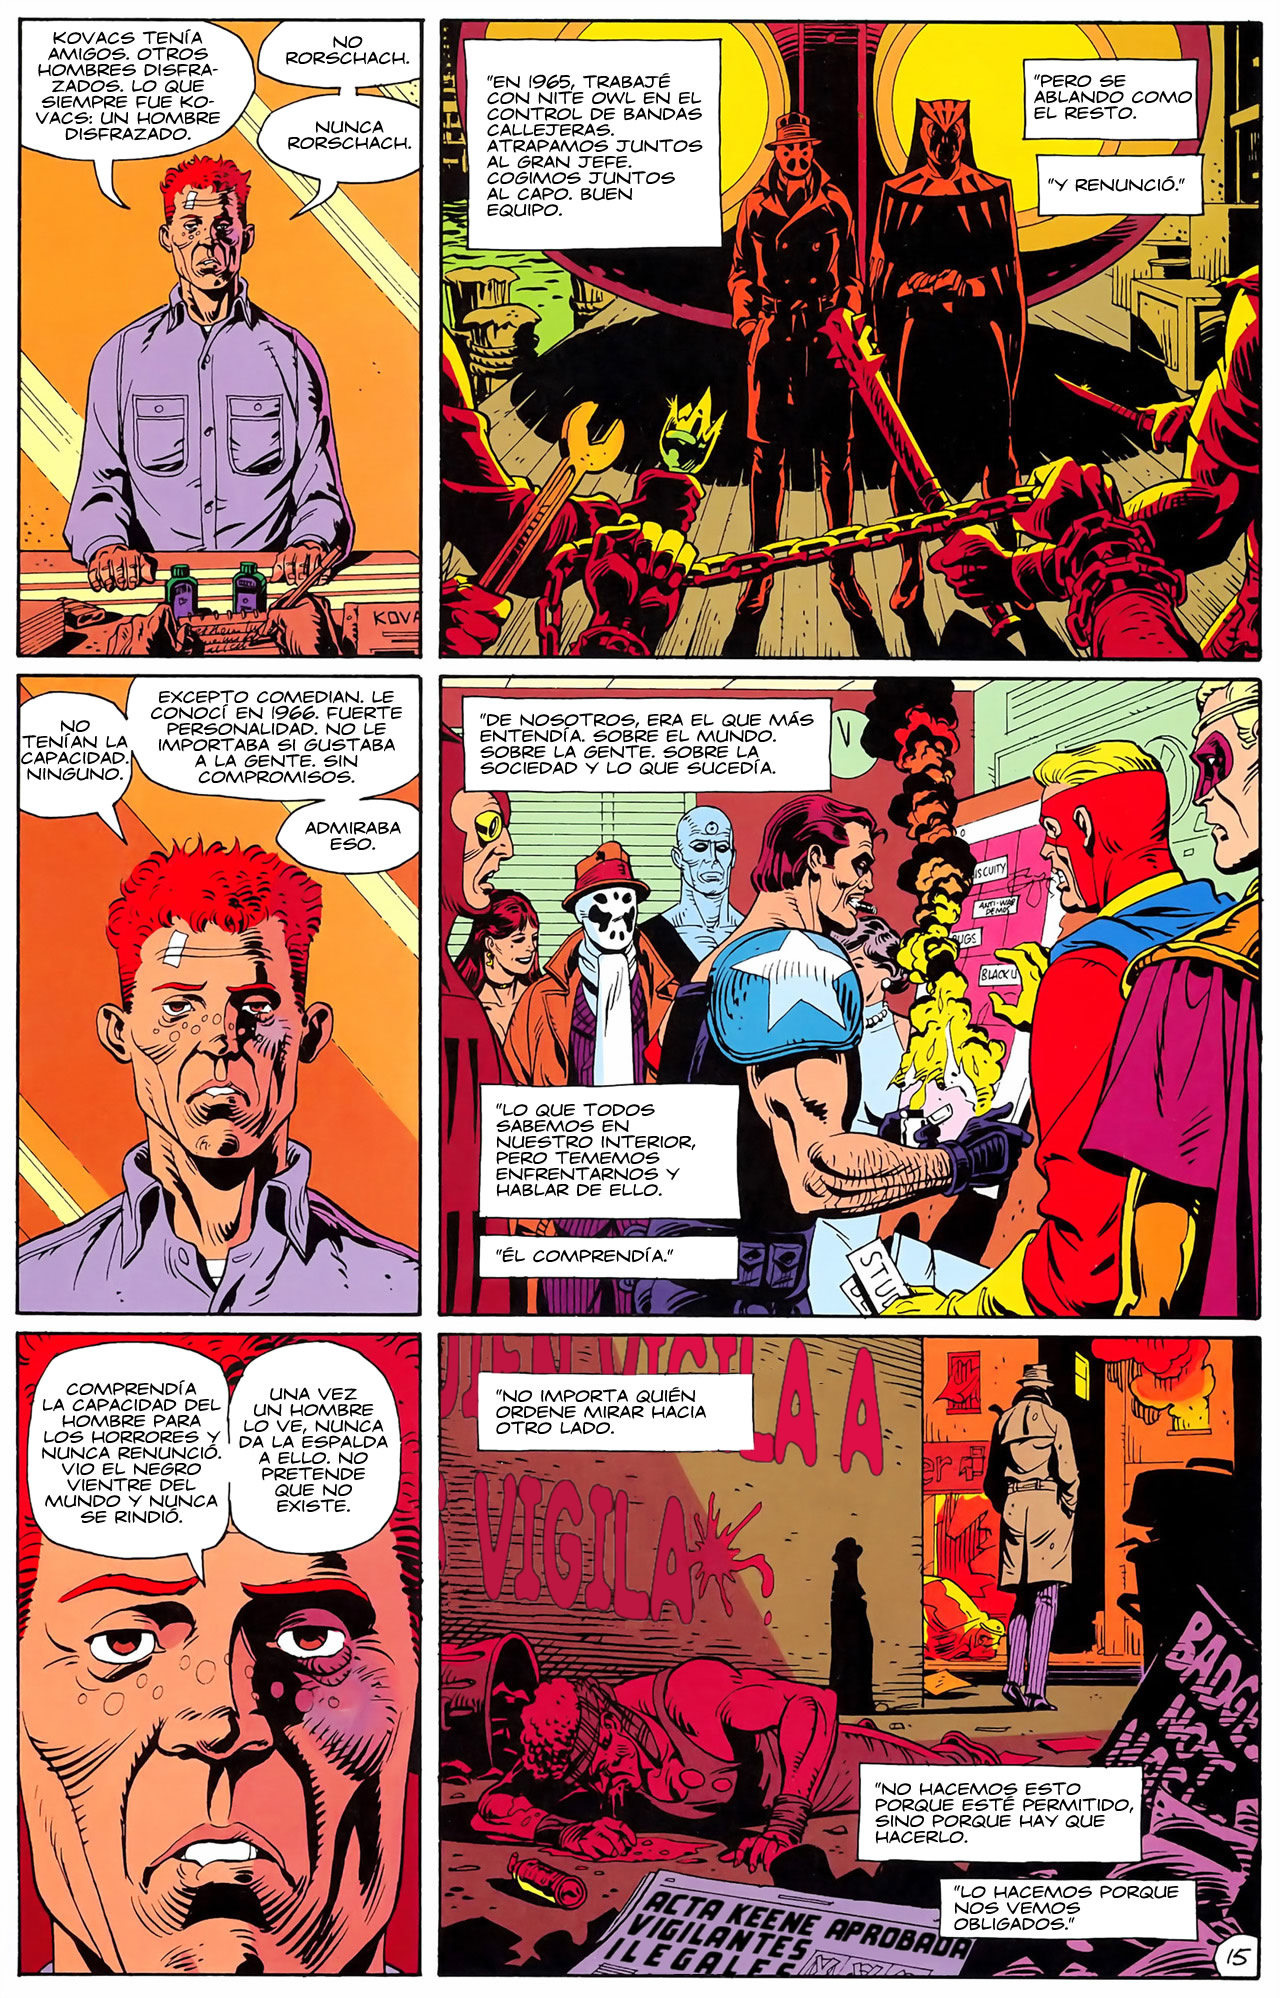 KOVACS TENÍA
AMIGOS. OTROS
HOMBRES DISFRA-
ZADOS. LO QUE
SIEMPRE FUE KO-
VACS: UN HOMBRE
DISFRAZADO.
NO
RORSCHACH.
NUNCA
RORSCHACH.
KOVA
"EN 1965, TRABAJÉ
CON NITE OWL EN EL
CONTROL DE BANDAS
CALLEJERAS.
ATRAPAMOS JUNTOS
AL GRAN JEFE.
COGIMOS JUNTOS
AL CAPO. BUEN
EQUIPO.
"PERO SE
ABLANDO COMO
EL RESTO.
"Y RENUNCIÓ."
NO
TENÍAN LA
CAPACIDAD.
NINGUNO.
EXCEPTO COMEDIAN. LE
CONOCÍ EN 1966. FUERTE
PERSONALIDAD. NO LE
IMPORTABA SI GUSTABA
A LA GENTE. SIN
COMPROMISOS.
ADMIRABA
ESO.
"DE NOSOTROS, ERA EL QUE MÁS
ENTENDÍA. SOBRE EL MUNDO.
SOBRE LA GENTE. SOBRE LA
SOCIEDAD Y LO QUE SUCEDÍA.
ISCUITY
ANTI-WAR
DEMOS
UGS
BLACK U
"LO QUE TODOS
SABEMOS EN
NUESTRO INTERIOR,
PERO TEMEMOS
ENFRENTARNOS Y
HABLAR DE ELLO.
"ÉL COMPRENDÍA."
COMPRENDÍA
LA CAPACIDAD DEL
HOMBRE PARA
LOS HORRORES Y
NUNCA RENUNCIÓ.
VIO EL NEGRO
VIENTRE DEL
MUNDO Y NUNCA
SE RINDIÓ.
UNA VEZ
UN HOMBRE
LO VE, NUNCA
DA LA ESPALDA
A ELLO. NO
PRETENDE
QUE NO
EXISTE.
"NO IMPORTA QUIÉN
ORDENE MIRAR HACIA
OTRO LADO.
VIGILA A
VIGILA
"NO HACEMOS ESTO
PORQUE ESTÉ PERMITIDO,
SINO PORQUE HAY QUE
HACERLO.
"LO HACEMOS PORQUE
NOS VEMOS
OBLIGADOS."
ACTA KEENE APROBADA
VIGILANTES
ILEGALES
15